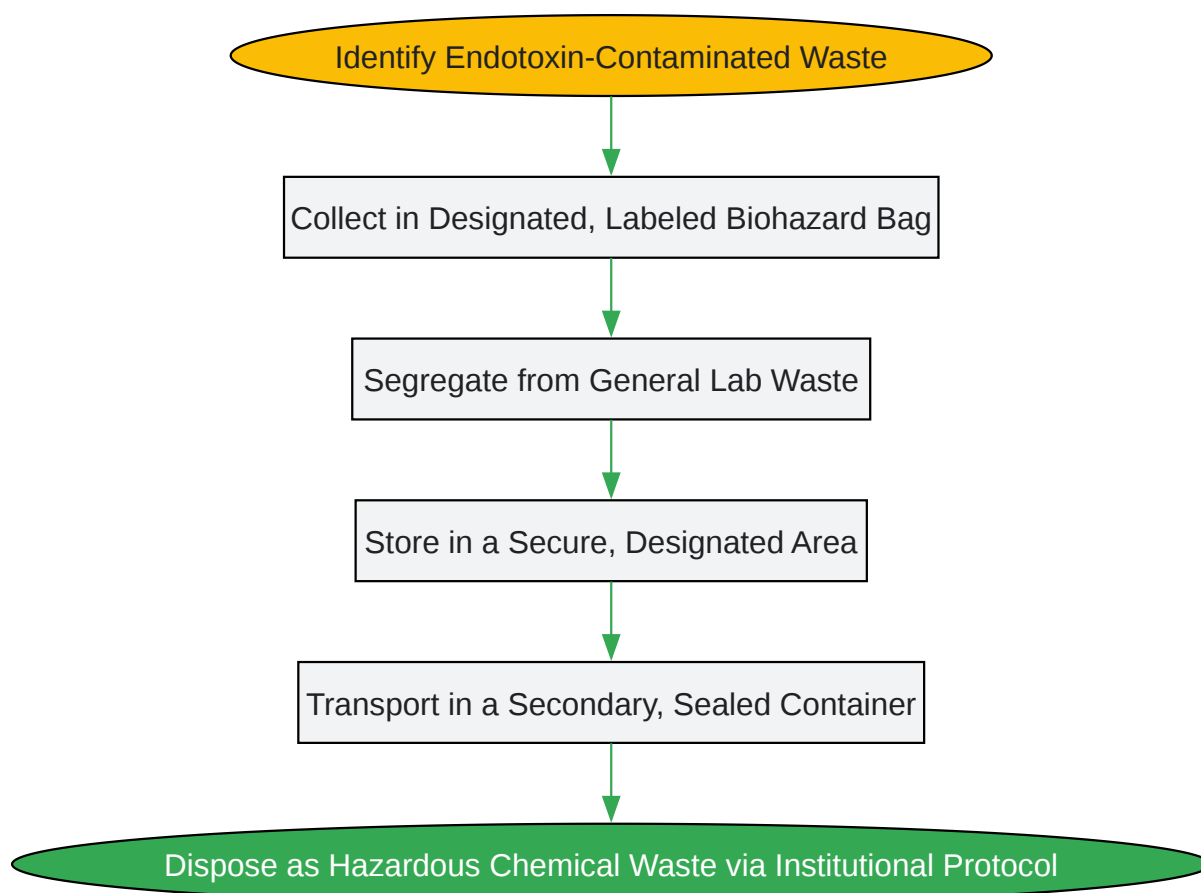 Identify Endotoxin-Contaminated Waste
Collect in Designated, Labeled Biohazard Bag
Segregate from General Lab Waste
Store in a Secure, Designated Area
Transport in a Secondary, Sealed Container
Dispose as Hazardous Chemical Waste via Institutional Protocol